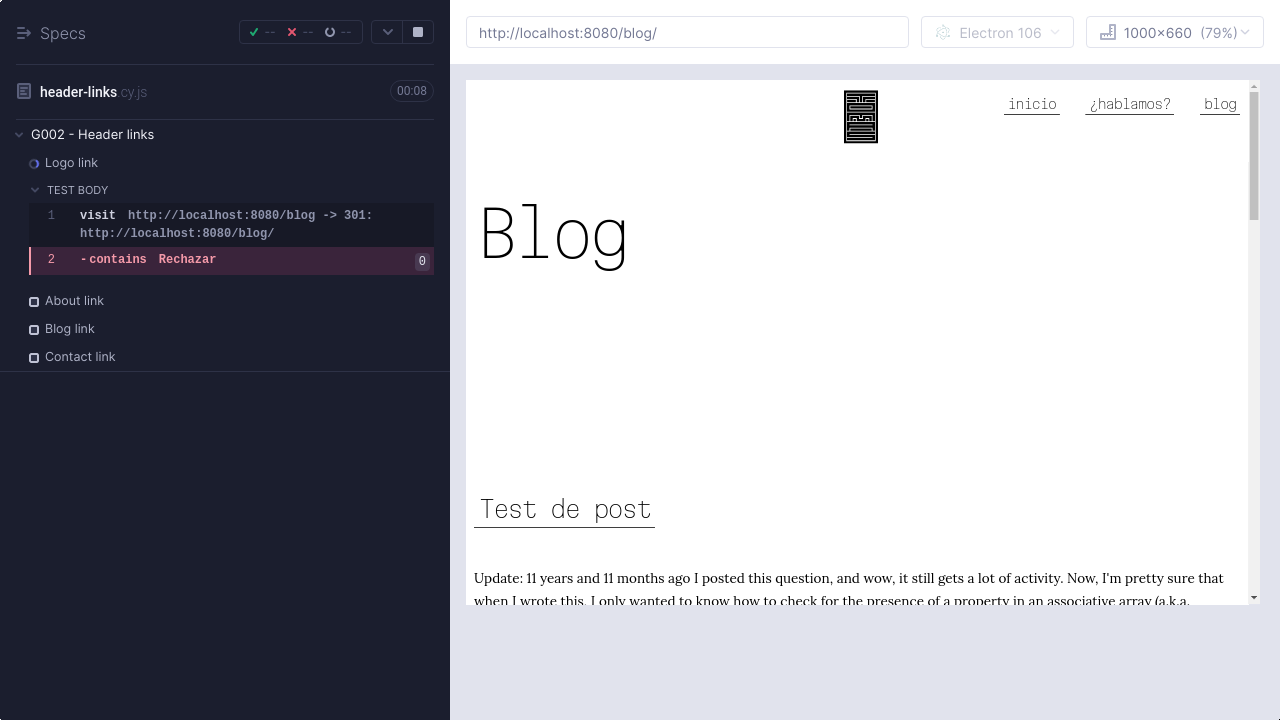 Specs
--
--
--
http://localhost:8080/blog/
Electron 106
1000×660 (79%)
header-links.cy.js
00:08
G002 - Header links
Logo link
TEST BODY
1 visit http://localhost:8080/blog -> 301:
http://localhost:8080/blog/
2 -contains Rechazar 0
About link
Blog link
Contact link
inicio
¿hablamos?
blog
Blog
Test de post
Update: 11 years and 11 months ago I posted this question, and wow, it still gets a lot of activity. Now, I'm pretty sure that
when I wrote this, I only wanted to know how to check for the presence of a property in an associative array (a.k.a.